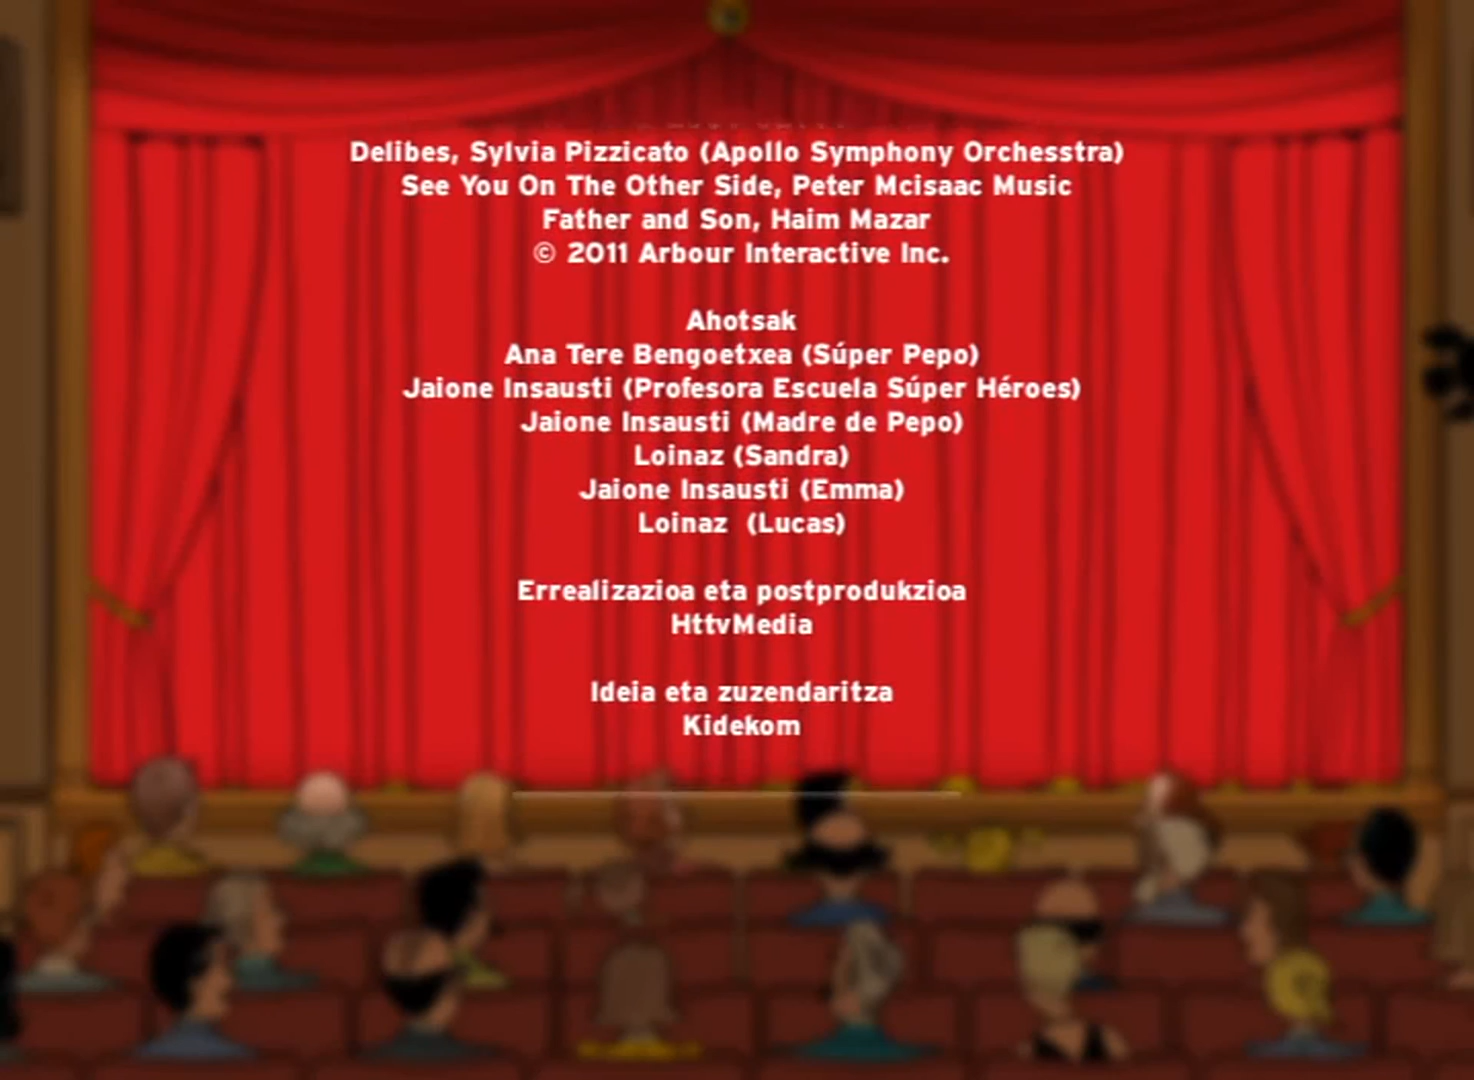 Delibes, Sylvia Pizzicato (Apollo Symphony Orchesstra)
See You On The Other Side, Peter Mcisaac Music
Father and Son, Haim Mazar
© 2011 Arbour Interactive Inc.
Ahotsak
Ana Tere Bengoetxea (Súper Pepo)
Jaione Insausti (Profesora Escuela Súper Héroes)
Jaione Insausti (Madre de Pepo)
Loinaz (Sandra)
Jaione Insausti (Emma)
Loinaz (Lucas)
Errealizazioa eta postprodukzioa
HttvMedia
Ideia eta zuzendaritza
Kidekom